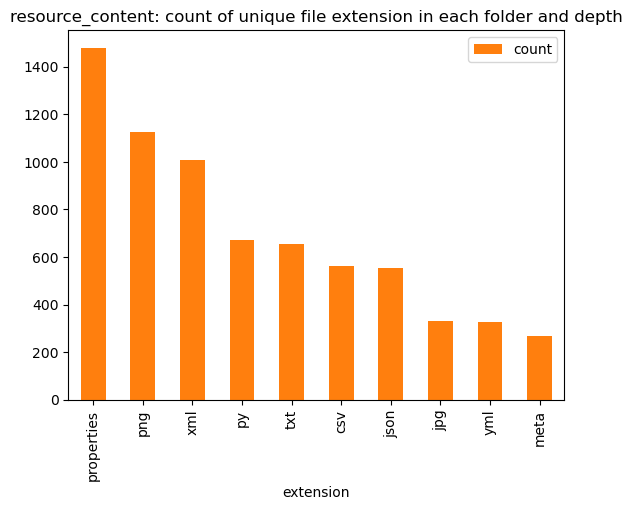 resource_content: count of unique file extension in each folder and depth
count
1400
1200
1000
800
600
400
200
0
properties
png
xml
py
txt
csv
json
jpg
yml
meta
extension